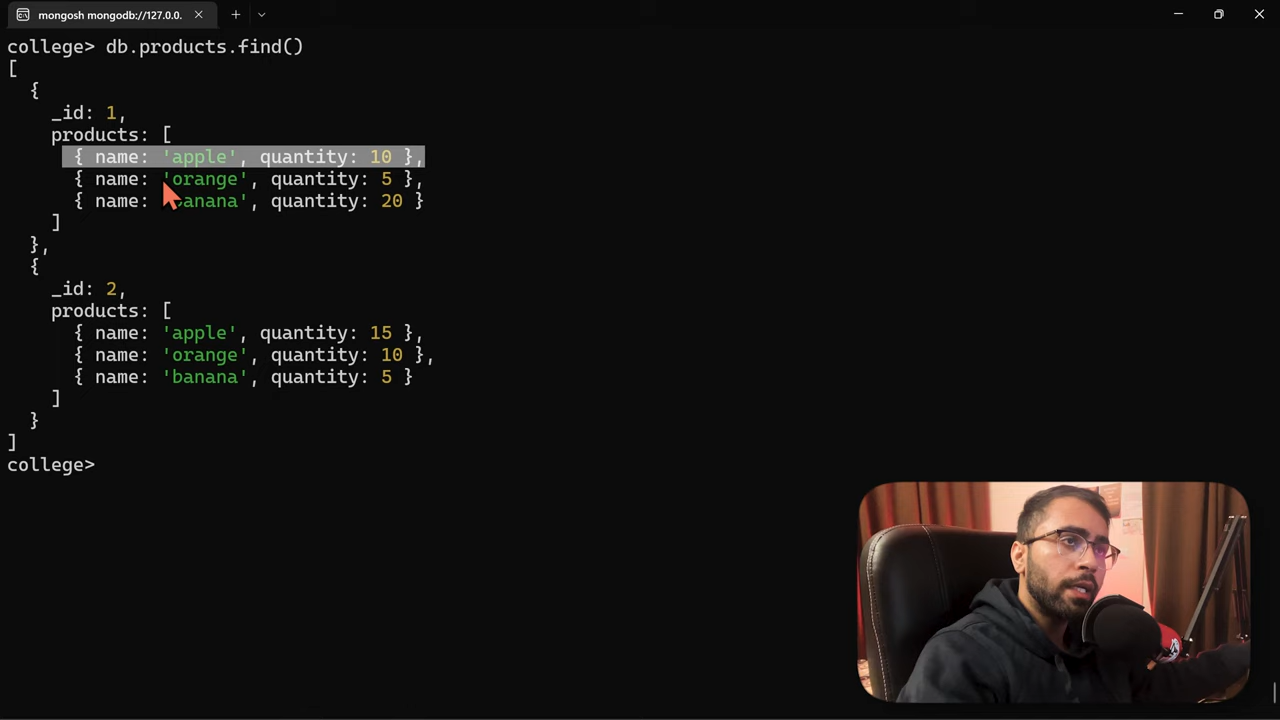 mongosh mongodb://127.0.0.
college> db.products.find()
[
  {
    _id: 1,
    products: [
      { name: 'apple', quantity: 10 },
      { name: 'orange', quantity: 5 },
      { name: 'banana', quantity: 20 }
    ]
  },
  {
    _id: 2,
    products: [
      { name: 'apple', quantity: 15 },
      { name: 'orange', quantity: 10 },
      { name: 'banana', quantity: 5 }
    ]
  }
]
college>